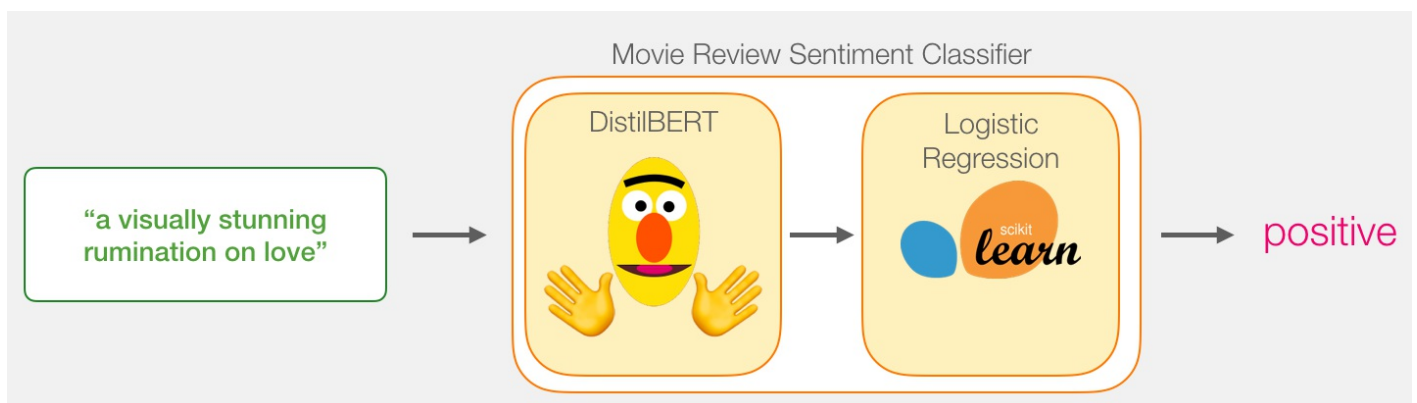 Movie Review Sentiment Classifier
DistilBERT
Logistic
Regression
“a visually stunning
rumination on love”
scikit
learn
positive